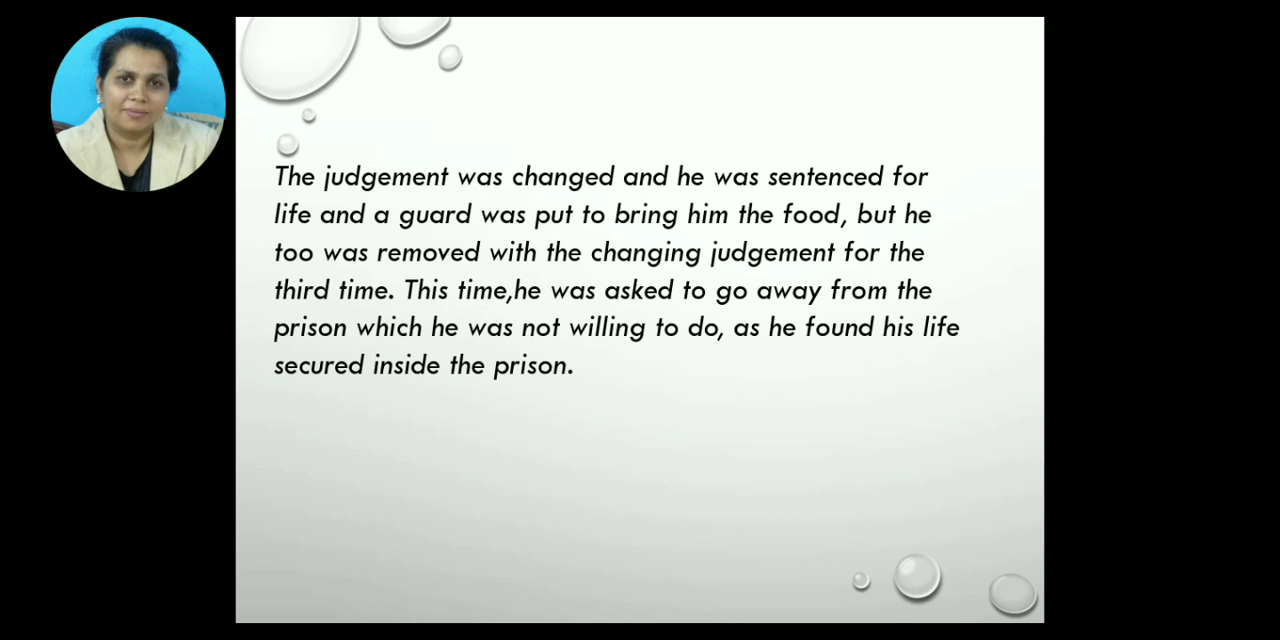 The judgement was changed and he was sentenced for
life and a guard was put to bring him the food, but he
too was removed with the changing judgement for the
third time. This time,he was asked to go away from the
prison which he was not willing to do, as he found his life
secured inside the prison.